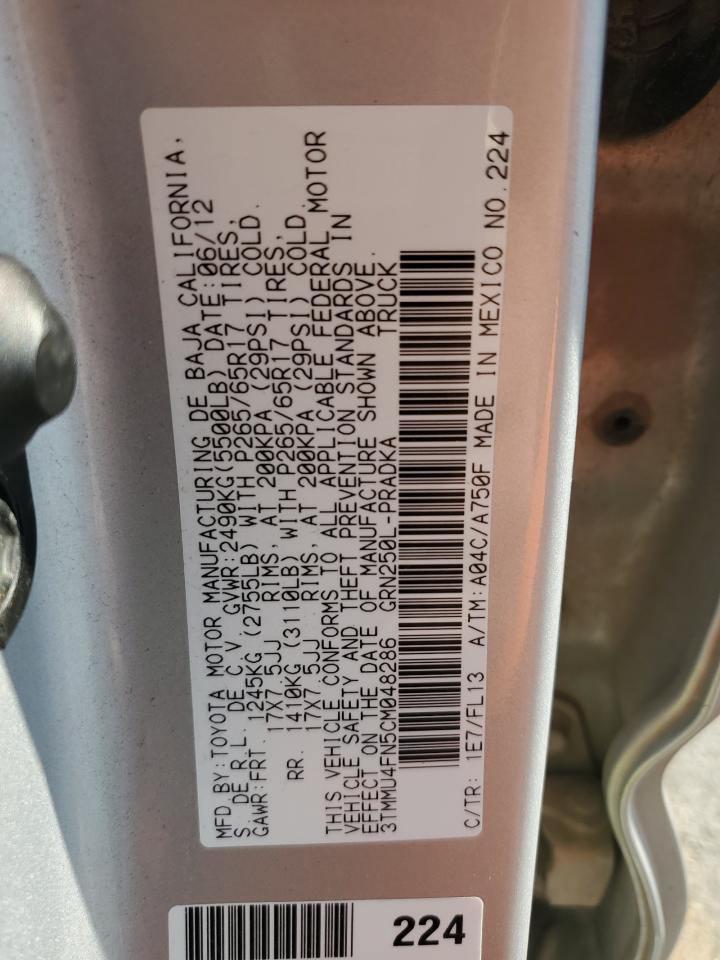 MFD BY:TOYOTA MOTOR MANUFACTURING DE BAJA CALIFORNIA,
S. DE R.L. DE C.V. GVWR:2490KG(5500LB) DATE:06/12
GAWR:FRT. 1245KG (2755LB) WITH P265/65R17 TIRES,
17X7.5JJ RIMS, AT 200KPA (29PSI) COLD.
RR. 1410KG (3110LB) WITH P265/65R17 TIRES,
17X7.5JJ RIMS, AT 200KPA (29PSI) COLD.
THIS VEHICLE CONFORMS TO ALL APPLICABLE FEDERAL MOTOR
VEHICLE SAFETY AND THEFT PREVENTION STANDARDS IN
EFFECT ON THE DATE OF MANUFACTURE SHOWN ABOVE.
3TMMU4FN5CM048286 GRN250L-PRADKA TRUCK
C/TR: 1E7/FL13 A/TM:A04C/A750F MADE IN MEXICO NO.224
224